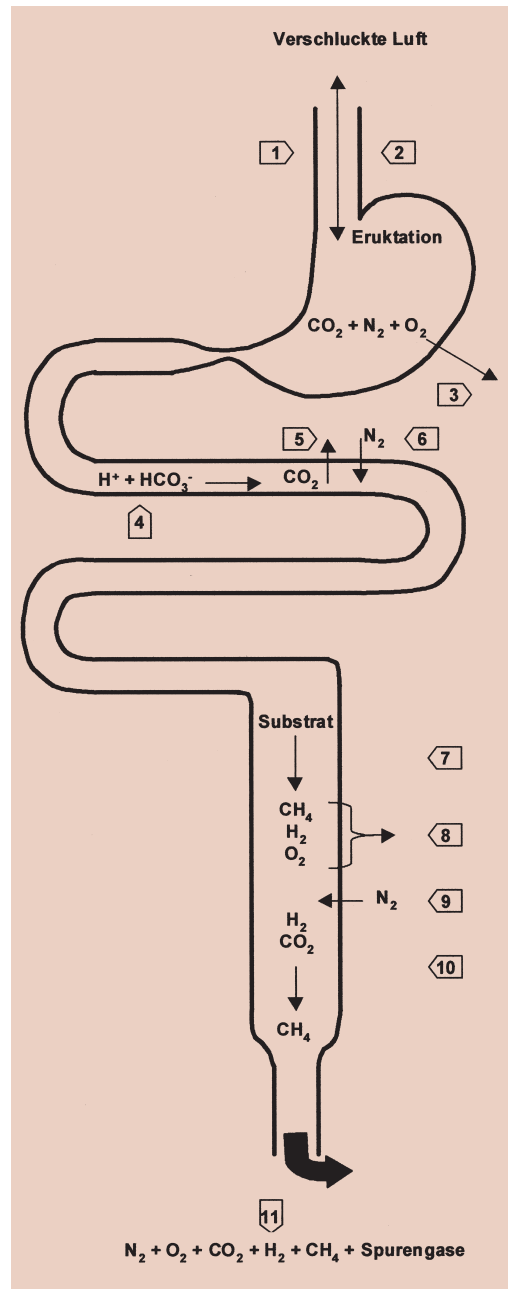 Verschluckte Luft
1
2
Eruktation
CO₂ + N₂ + O₂
3
5
N₂
6
H⁺ + HCO₃⁻
CO₂
4
Substrat
7
CH₄
H₂
8
O₂
N₂
9
H₂
CO₂
10
CH₄
11
N₂ + O₂ + CO₂ + H₂ + CH₄ + Spurengase